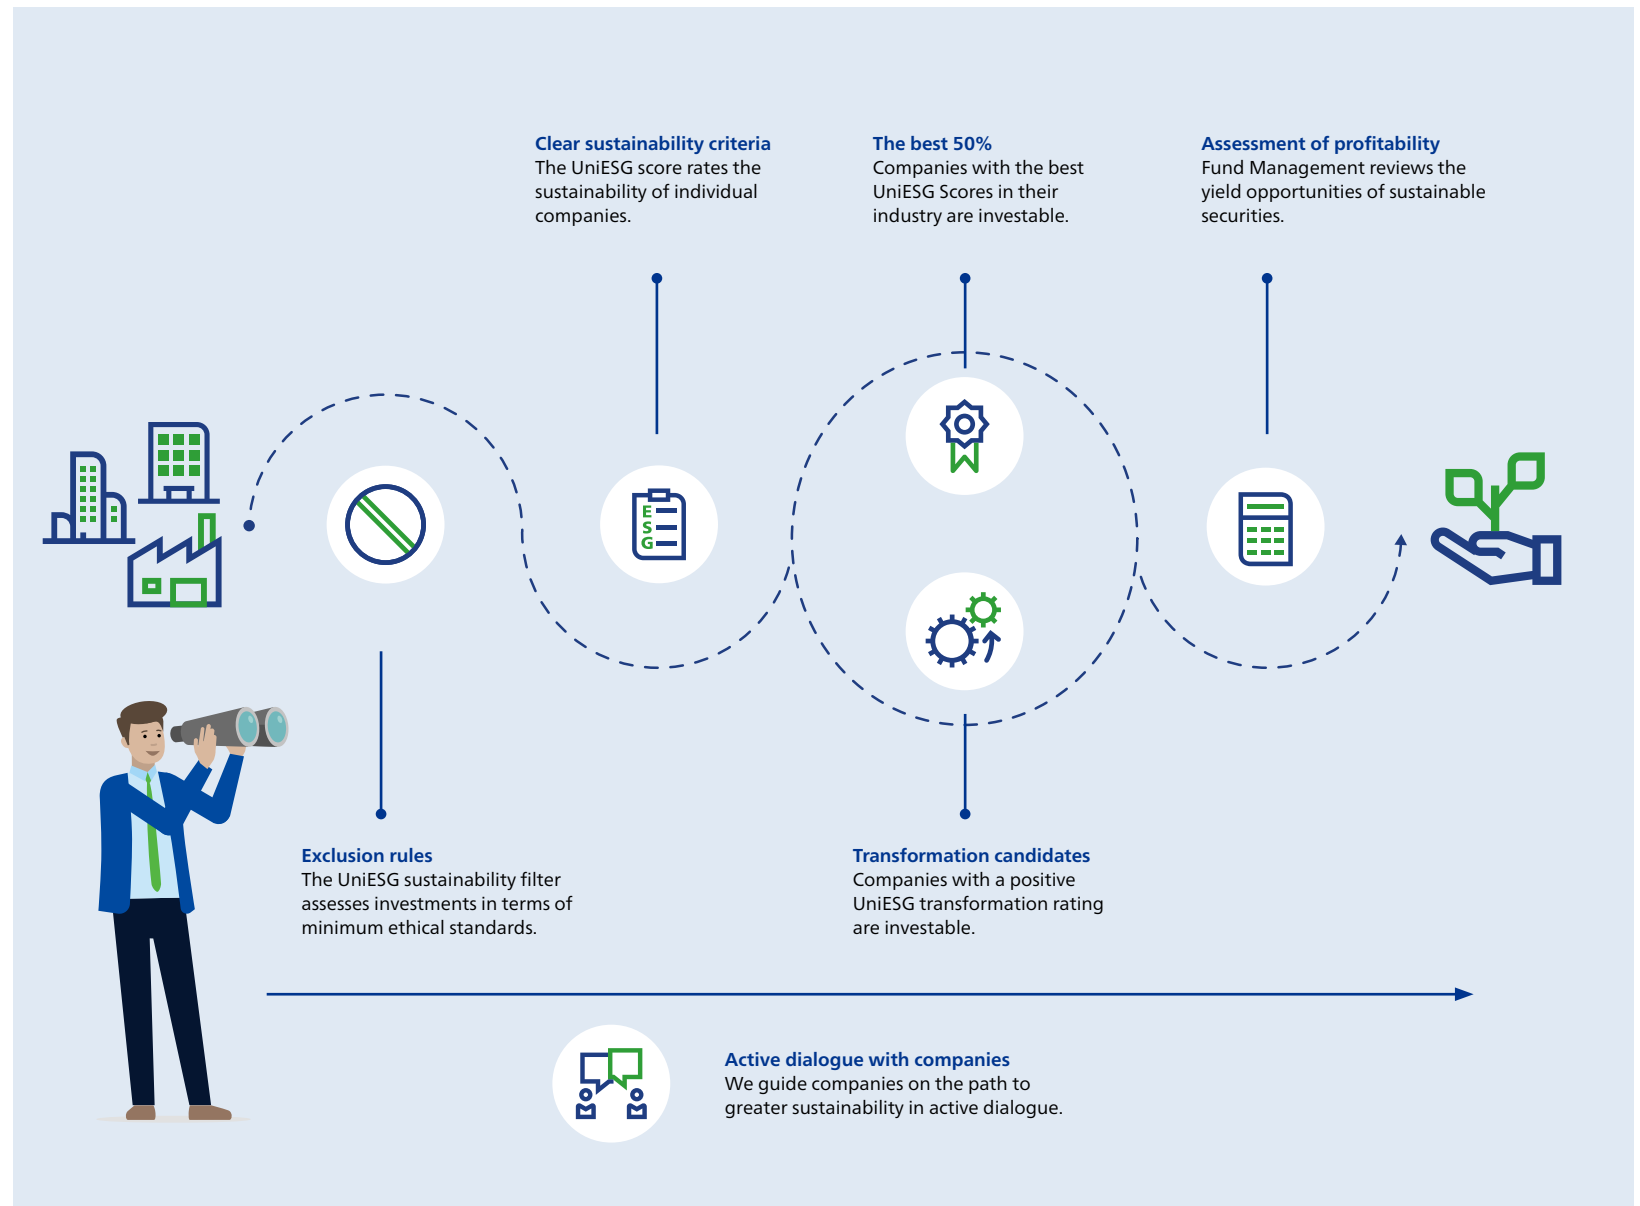 Clear sustainability criteria
The UniESG score rates the
sustainability of individual
companies.
The best 50%
Companies with the best
UniESG Scores in their
industry are investable.
Assessment of profitability
Fund Management reviews the
yield opportunities of sustainable
securities.
E
S
G
Exclusion rules
The UniESG sustainability filter
assesses investments in terms of
minimum ethical standards.
Transformation candidates
Companies with a positive
UniESG transformation rating
are investable.
Active dialogue with companies
We guide companies on the path to
greater sustainability in active dialogue.